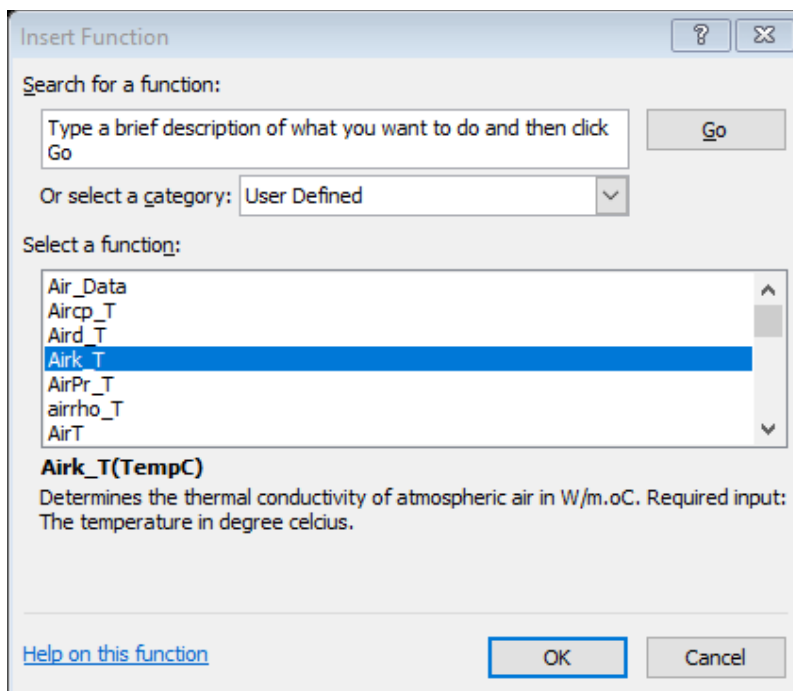 Insert Function
Search for a function:
Type a brief description of what you want to do and then click
Go
Go
Or select a category: User Defined
Select a function:
Air_Data
Aircp_T
Aird_T
Airk_T
AirPr_T
airrho_T
AirT
Airk_T(TempC)
Determines the thermal conductivity of atmospheric air in W/m.oC. Required input:
The temperature in degree celcius.
Help on this function
OK
Cancel